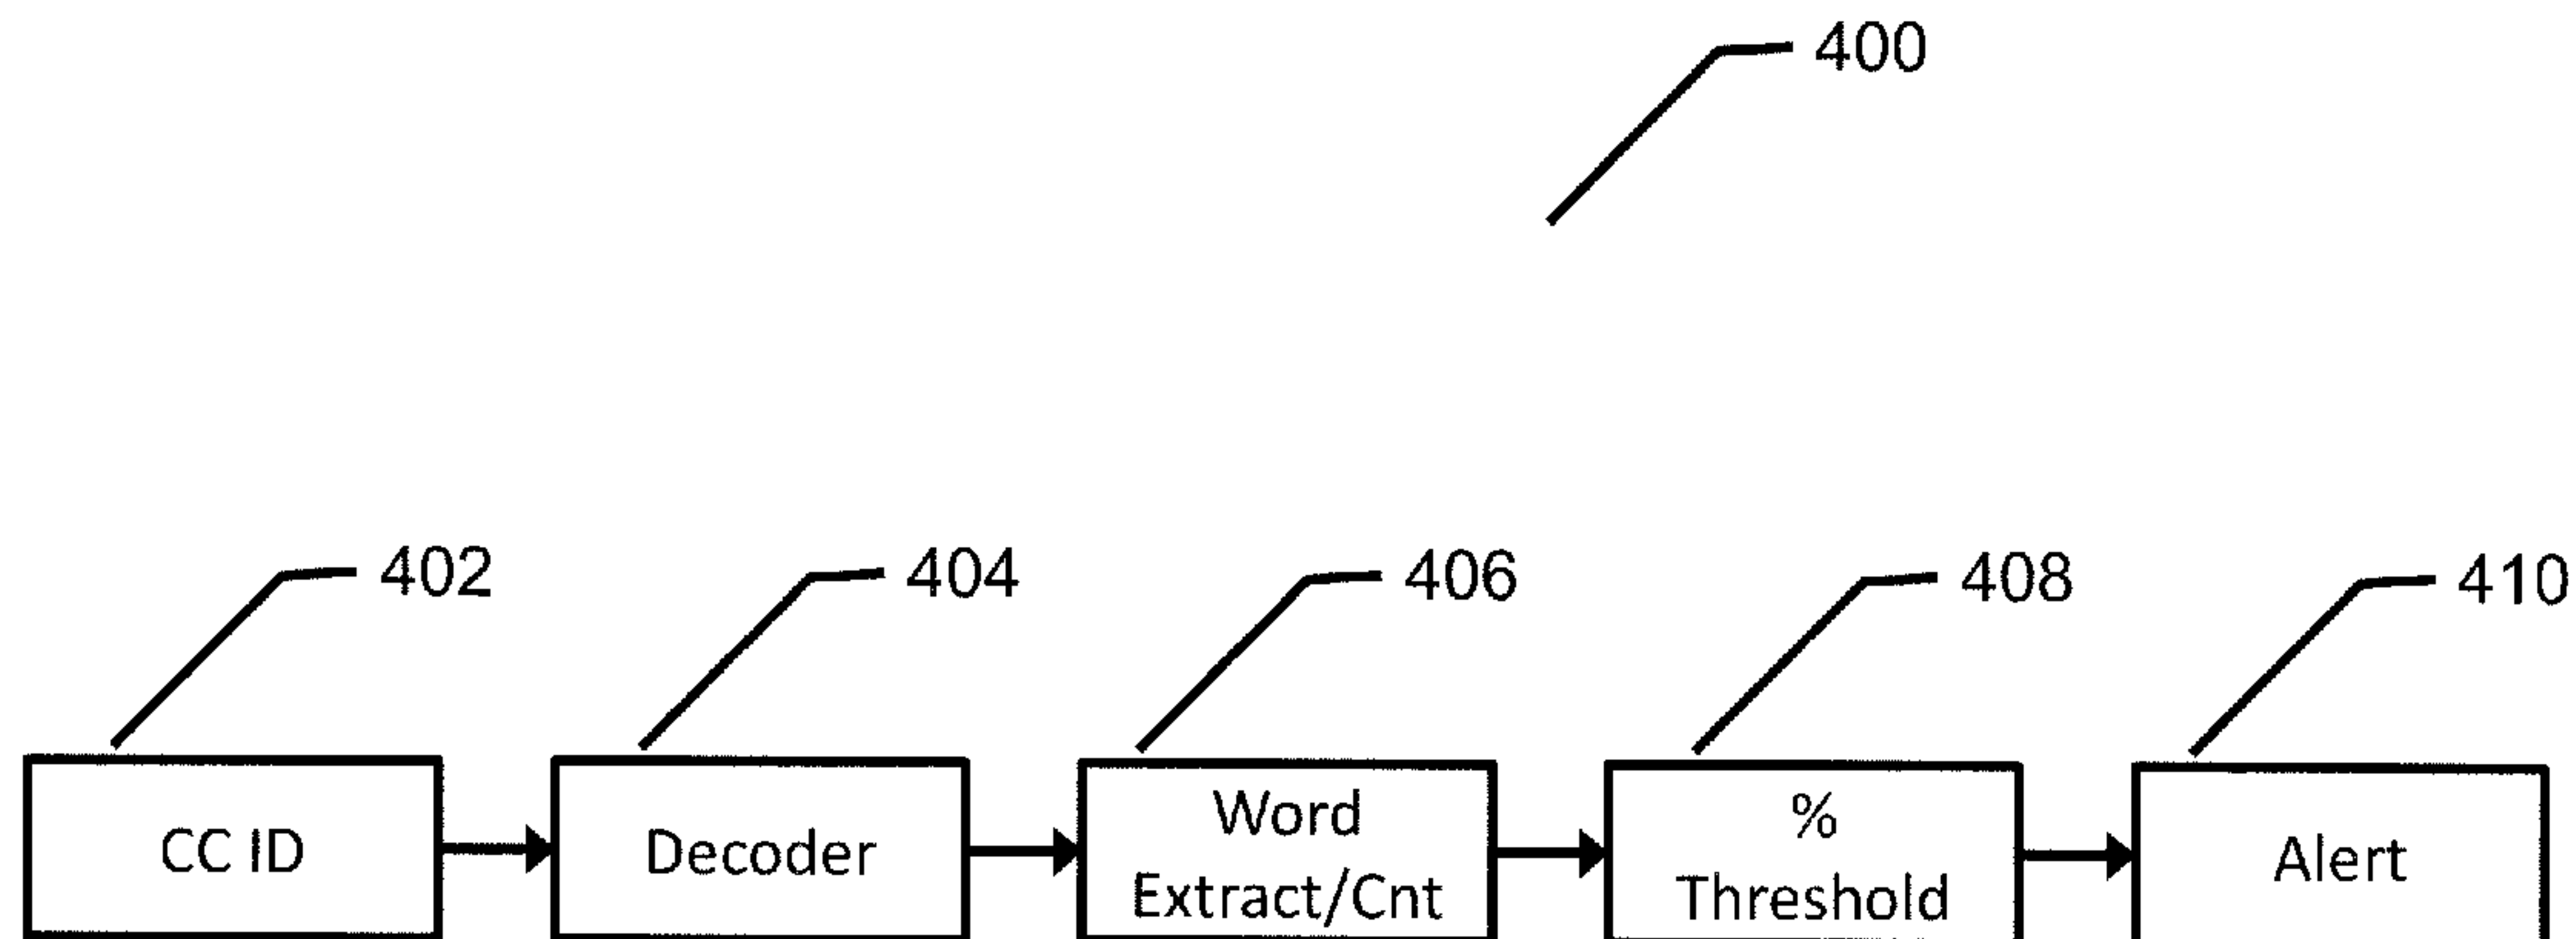 400
402
404
406
408
410
CC ID
Decoder
Word
Extract/Cnt
%
Threshold
Alert